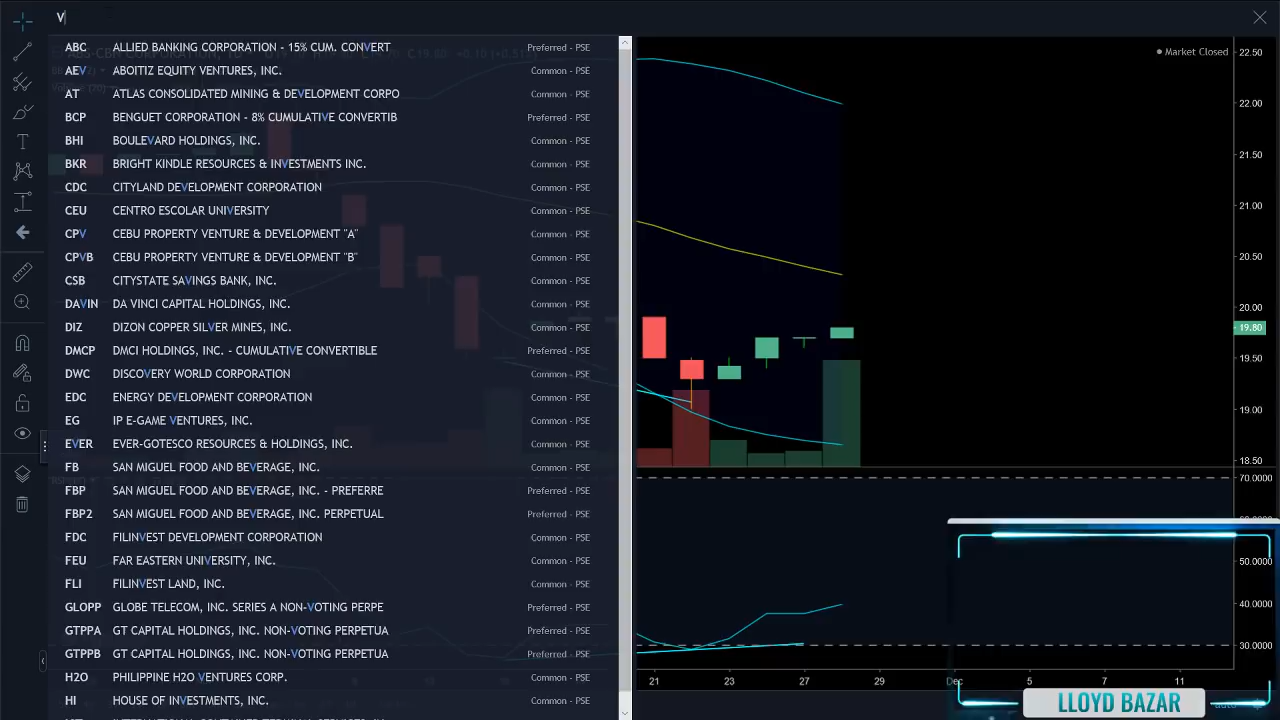 V
ABC ALLIED BANKING CORPORATION - 15% CUM. CONVERT Preferred - PSE
AEV ABOITIZ EQUITY VENTURES, INC. Common - PSE
AT ATLAS CONSOLIDATED MINING & DEVELOPMENT CORPO Common - PSE
BCP BENGUET CORPORATION - 8% CUMULATIVE CONVERTIB Preferred - PSE
BHI BOULEVARD HOLDINGS, INC. Common - PSE
BKR BRIGHT KINDLE RESOURCES & INVESTMENTS INC. Common - PSE
CDC CITYLAND DEVELOPMENT CORPORATION Common - PSE
CEU CENTRO ESCOLAR UNIVERSITY Common - PSE
CPV CEBU PROPERTY VENTURE & DEVELOPMENT "A" Common - PSE
CPVB CEBU PROPERTY VENTURE & DEVELOPMENT "B" Common - PSE
CSB CITYSTATE SAVINGS BANK, INC. Common - PSE
DAVIN DA VINCI CAPITAL HOLDINGS, INC. Common - PSE
DIZ DIZON COPPER SILVER MINES, INC. Common - PSE
DMCP DMCI HOLDINGS, INC. - CUMULATIVE CONVERTIBLE Preferred - PSE
DWC DISCOVERY WORLD CORPORATION Common - PSE
EDC ENERGY DEVELOPMENT CORPORATION Common - PSE
EG IP E-GAME VENTURES, INC. Common - PSE
EVER EVER-GOTESCO RESOURCES & HOLDINGS, INC. Common - PSE
FB SAN MIGUEL FOOD AND BEVERAGE, INC. Common - PSE
FBP SAN MIGUEL FOOD AND BEVERAGE, INC. - PREFERRE Preferred - PSE
FBP2 SAN MIGUEL FOOD AND BEVERAGE, INC. PERPETUAL Preferred - PSE
FDC FILINVEST DEVELOPMENT CORPORATION Common - PSE
FEU FAR EASTERN UNIVERSITY, INC. Common - PSE
FLI FILINVEST LAND, INC. Common - PSE
GLOPP GLOBE TELECOM, INC. SERIES A NON-VOTING PERPE Preferred - PSE
GTPPA GT CAPITAL HOLDINGS, INC. NON-VOTING PERPETUA Preferred - PSE
GTPPB GT CAPITAL HOLDINGS, INC. NON-VOTING PERPETUA Preferred - PSE
H2O PHILIPPINE H2O VENTURES CORP. Common - PSE
HI HOUSE OF INVESTMENTS, INC. Common - PSE
Market Closed
22.50
22.00
21.50
21.00
20.50
20.00
19.80
19.50
19.00
18.50
70.0000
50.0000
40.0000
30.0000
21 23 27 29 Dec 5 7 11
LLOYD BAZAR
auto